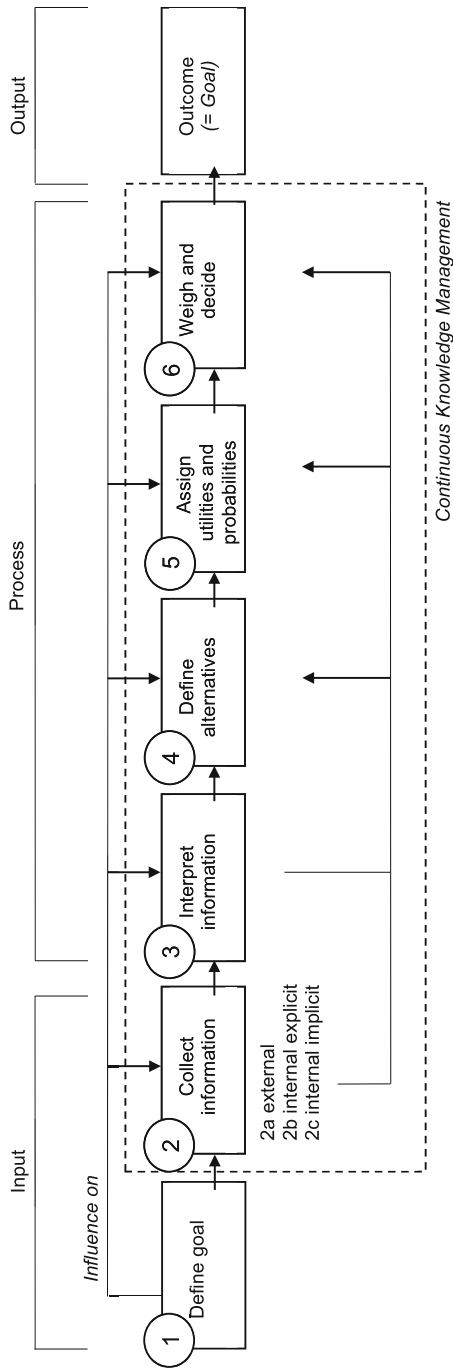 Input
Process
Output
Influence on
1
Define goal
2
Collect
information
3
Interpret
information
4
Define
alternatives
5
Assign
utilities and
probabilities
6
Weigh and
decide
Outcome
(= Goal)
2a external
2b internal explicit
2c internal implicit
Continuous Knowledge Management